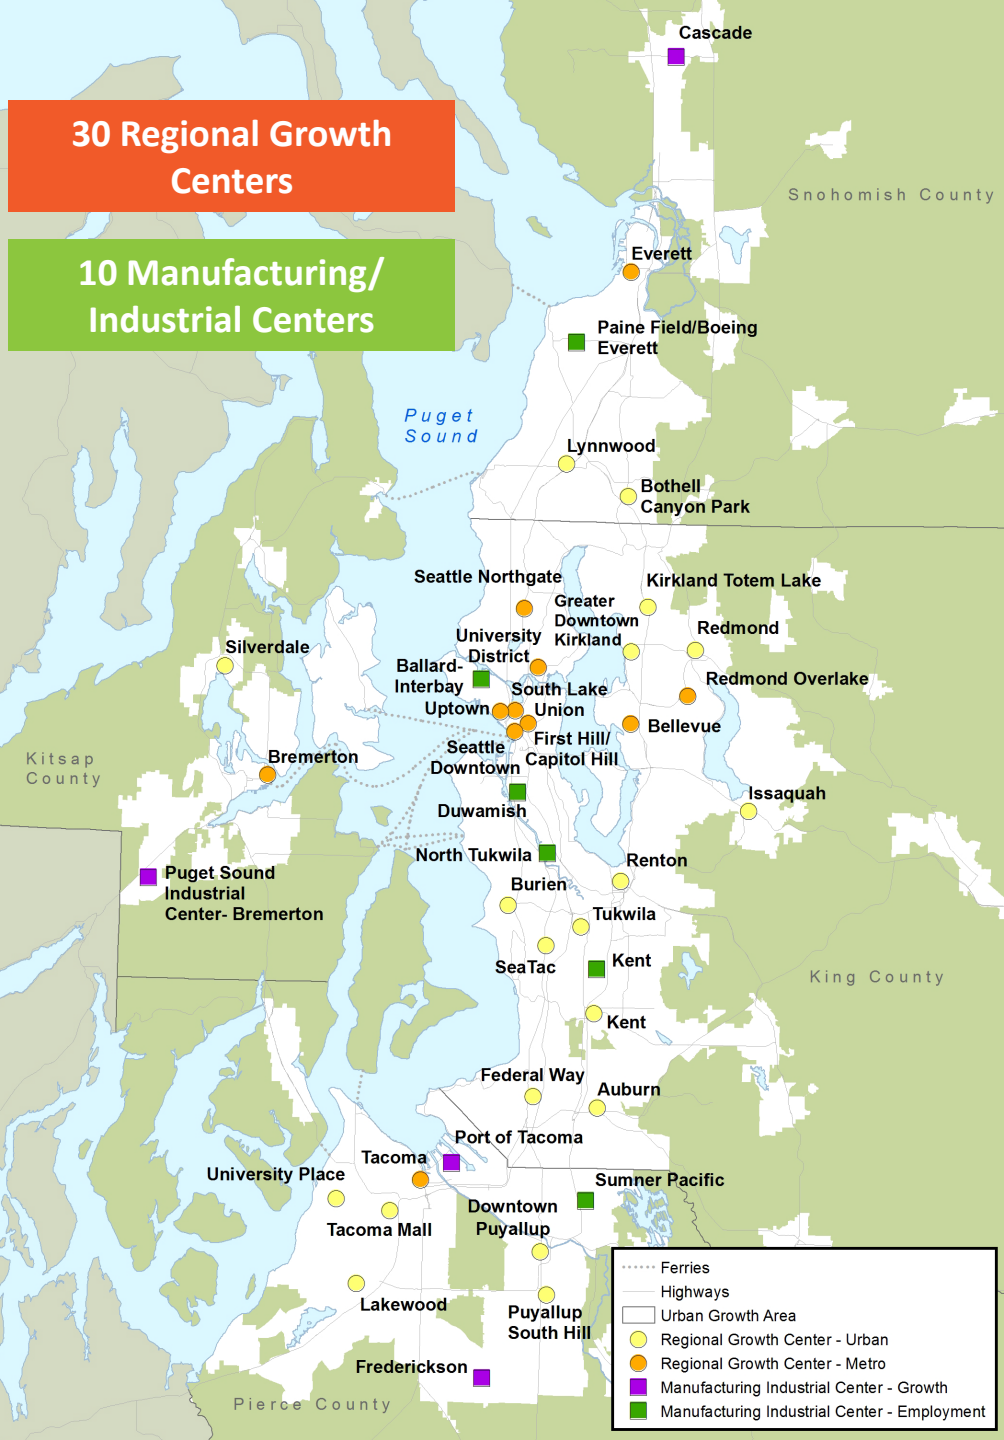 30 Regional Growth
Centers
10 Manufacturing/
Industrial Centers
Cascade
Snohomish County
Everett
Paine Field/Boeing
Everett
Puget
Sound
Lynnwood
Bothell
Canyon Park
Seattle Northgate
Kirkland Totem Lake
Greater
Downtown
Kirkland
Redmond
University
District
Silverdale
Ballard-
Interbay
Redmond Overlake
South Lake
Union
Uptown
Bellevue
First Hill/
Capitol Hill
Seattle
Downtown
Bremerton
Kitsap
County
Issaquah
Duwamish
North Tukwila
Renton
Puget Sound
Industrial
Center- Bremerton
Burien
Tukwila
SeaTac
Kent
King County
Kent
Federal Way
Auburn
Port of Tacoma
Tacoma
University Place
Sumner Pacific
Downtown
Puyallup
Tacoma Mall
Lakewood
Puyallup
South Hill
Frederickson
Pierce County
Ferries
Highways
Urban Growth Area
Regional Growth Center - Urban
Regional Growth Center - Metro
Manufacturing Industrial Center - Growth
Manufacturing Industrial Center - Employment